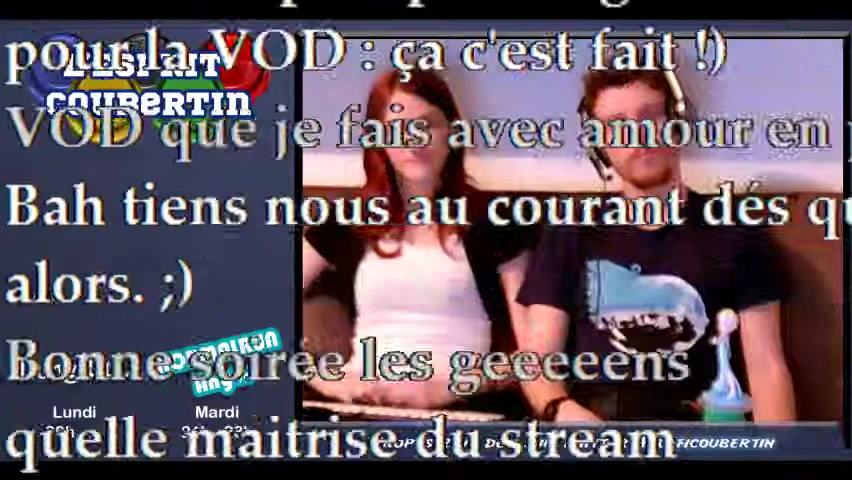 pour la VOD : ça c'est fait !)
L'ESPRIT
COUBERTIN
VOD que je fais avec amour en
Bah tiens nous au courant dés qu
alors. ;)
Bonne soirée les geeeeens
Lundi
Mardi
quelle maitrise du stream